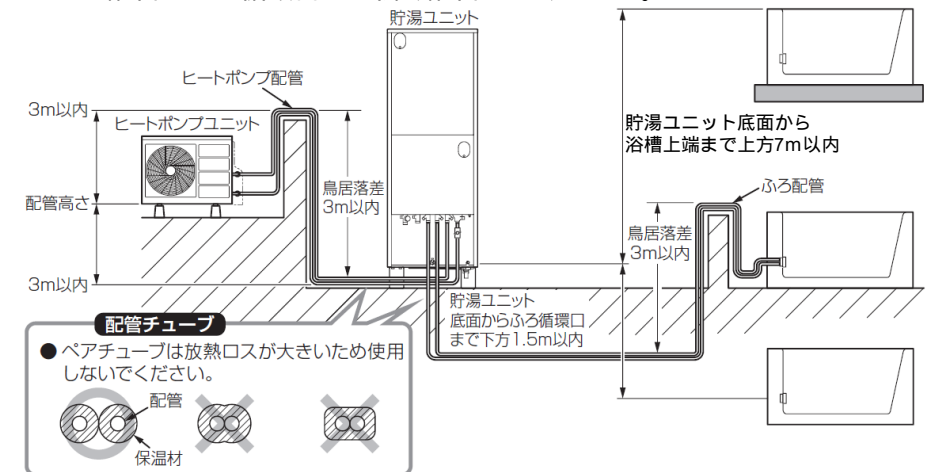 貯湯ユニット
ヒートポンプ配管
3m以内
ヒートポンプユニット
貯湯ユニット底面から
浴槽上端まで上方7m以内
鳥居落差
3m以内
ふろ配管
配管高さ
鳥居落差
3m以内
3m以内
貯湯ユニット
底面からふろ循環口
まで下方1.5m以内
配管チューブ
● ペアチューブは放熱ロスが大きいため使用
しないでください。
配管
保温材